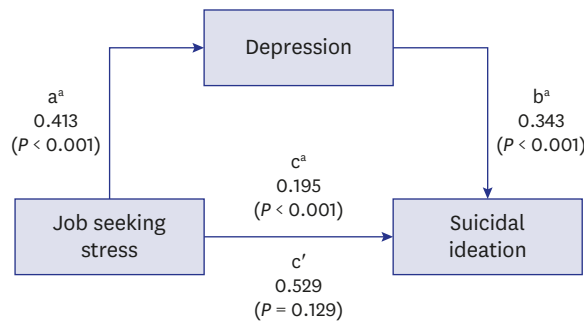 Depression
aᵃ
0.413
(P < 0.001)
bᵃ
0.343
(P < 0.001)
cᵃ
0.195
(P < 0.001)
Job seeking
stress
Suicidal
ideation
c′
0.529
(P = 0.129)